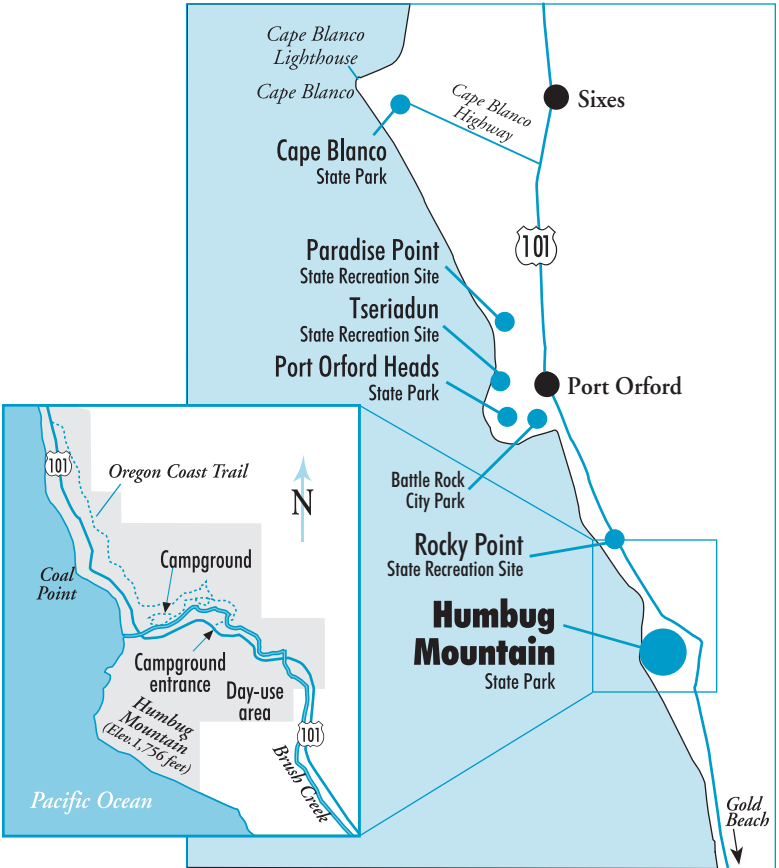 Cape Blanco
Lighthouse
Cape Blanco
Cape Blanco
Highway
Sixes
Cape Blanco
State Park
101
Paradise Point
State Recreation Site
Tseriadun
State Recreation Site
Port Orford Heads
State Park
Port Orford
Battle Rock
City Park
Rocky Point
State Recreation Site
Humbug
Mountain
State Park
Gold
Beach
101
Oregon Coast Trail
N
Coal
Point
Campground
Campground
entrance
Day-use
area
Humbug
Mountain
(Elev. 1,756 feet)
101
Brush Creek
Pacific Ocean